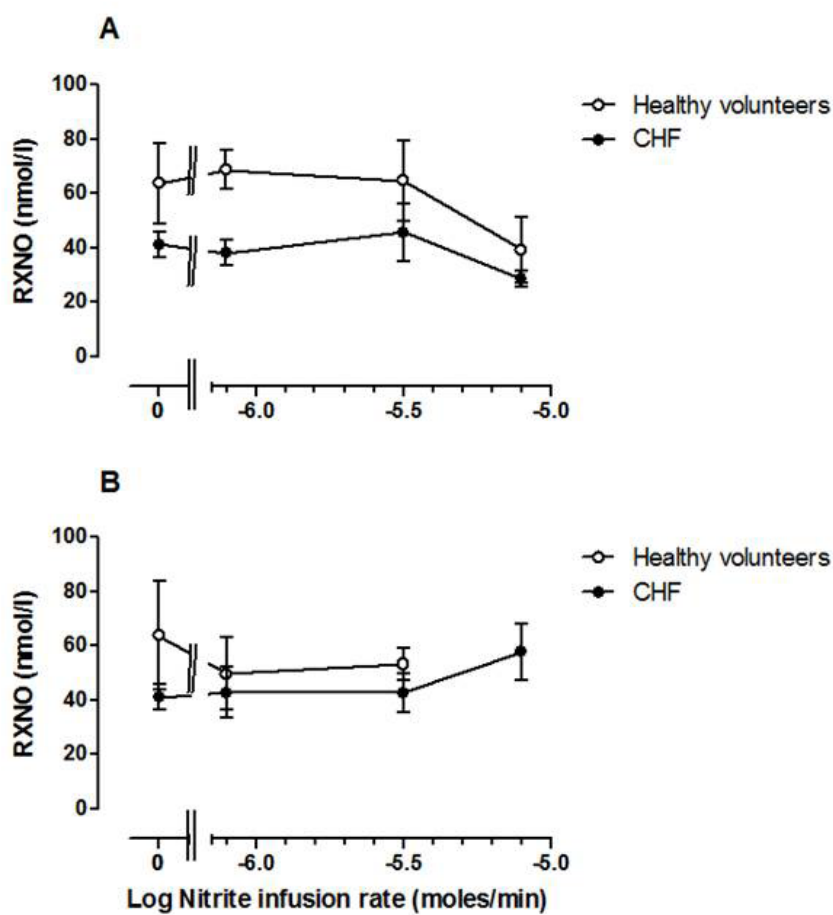 A
100
80
60
40
20
0
RXNO (nmol/l)
Healthy volunteers
CHF
0 -6.0 -5.5 -5.0
B
100
80
60
40
20
0
RXNO (nmol/l)
Healthy volunteers
CHF
0 -6.0 -5.5 -5.0
Log Nitrite infusion rate (moles/min)